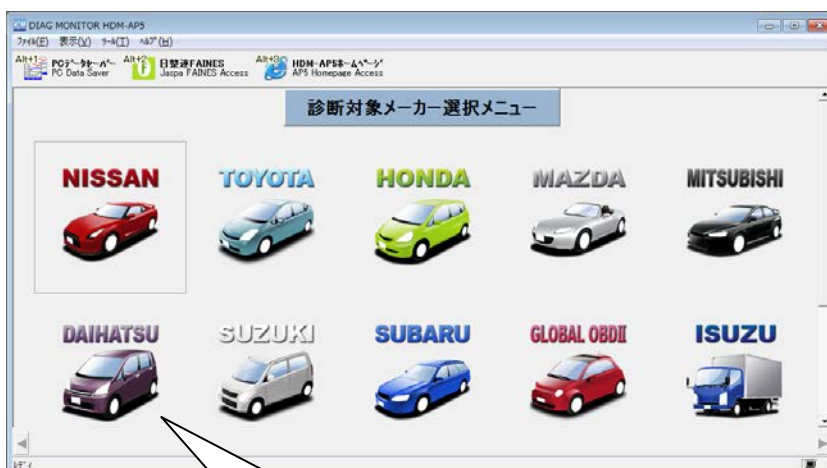 DIAG MONITOR HDM-AP5
ﾌｧｲﾙ(E) 表示(V) ﾂｰﾙ(T) ﾍﾙﾌﾟ(H)
Alt+1 PCﾃﾞｰﾀｾｰﾊﾞｰ Alt+2 日整連FAINES Alt+3 HDM-AP5ﾎｰﾑﾍﾟｰｼﾞ
PC Data Saver Jaspa FAINES Access AP5 Homepage Access
診断対象メーカー選択メニュー
NISSAN TOYOTA HONDA MAZDA MITSUBISHI
DAIHATSU SUZUKI SUBARU GLOBAL OBDII ISUZU
ﾚﾃﾞｨ